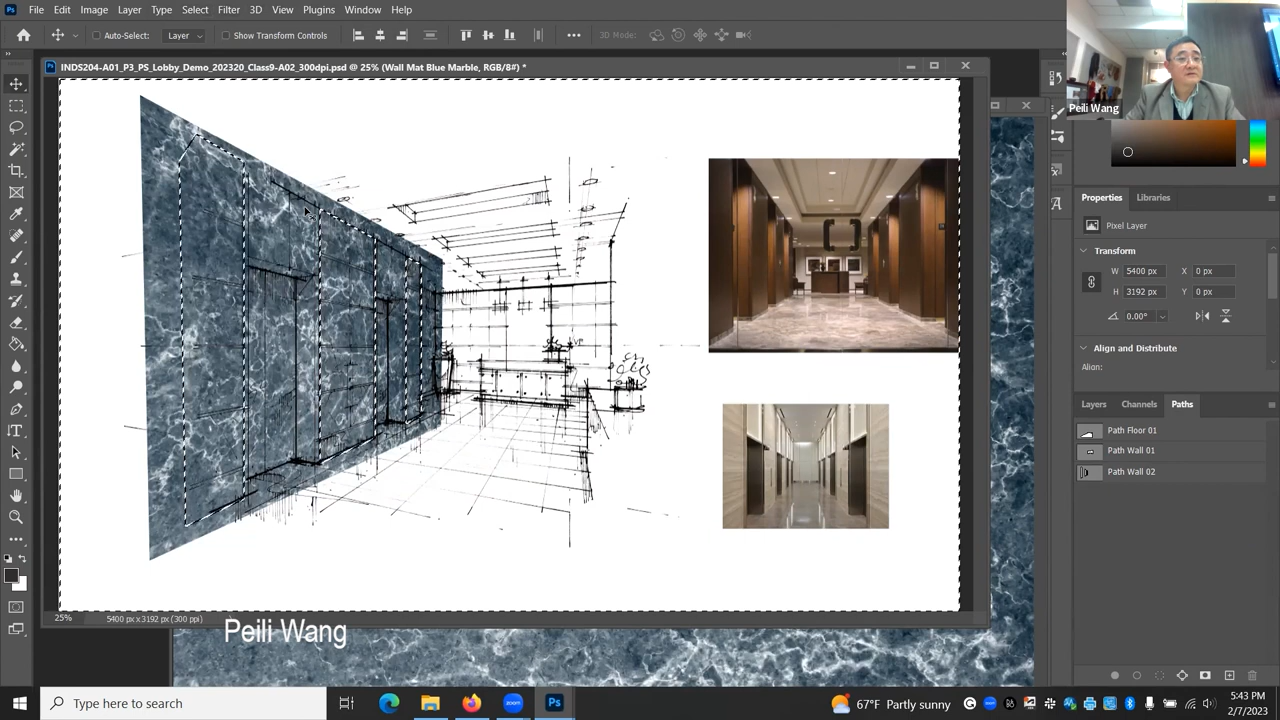 File Edit Image Layer Type Select Filter 3D View Plugins Window Help
Auto-Select: Layer Show Transform Controls 3D Mode:
Peili Wang
INDS204-A01_P3_PS_Lobby_Demo_202320_Class9-A02_300dpi.psd @ 25% (Wall Mat Blue Marble, RGB/8#) *
Properties Libraries
Pixel Layer
Transform
W 5400 px X 0 px
H 3192 px Y 0 px
0.00°
Align and Distribute
Align:
Layers Channels Paths
Path Floor 01
Path Wall 01
Path Wall 02
25% 5400 px x 3192 px (300 ppi)
Peili Wang
Type here to search
67°F Partly sunny
5:43 PM
2/7/2023